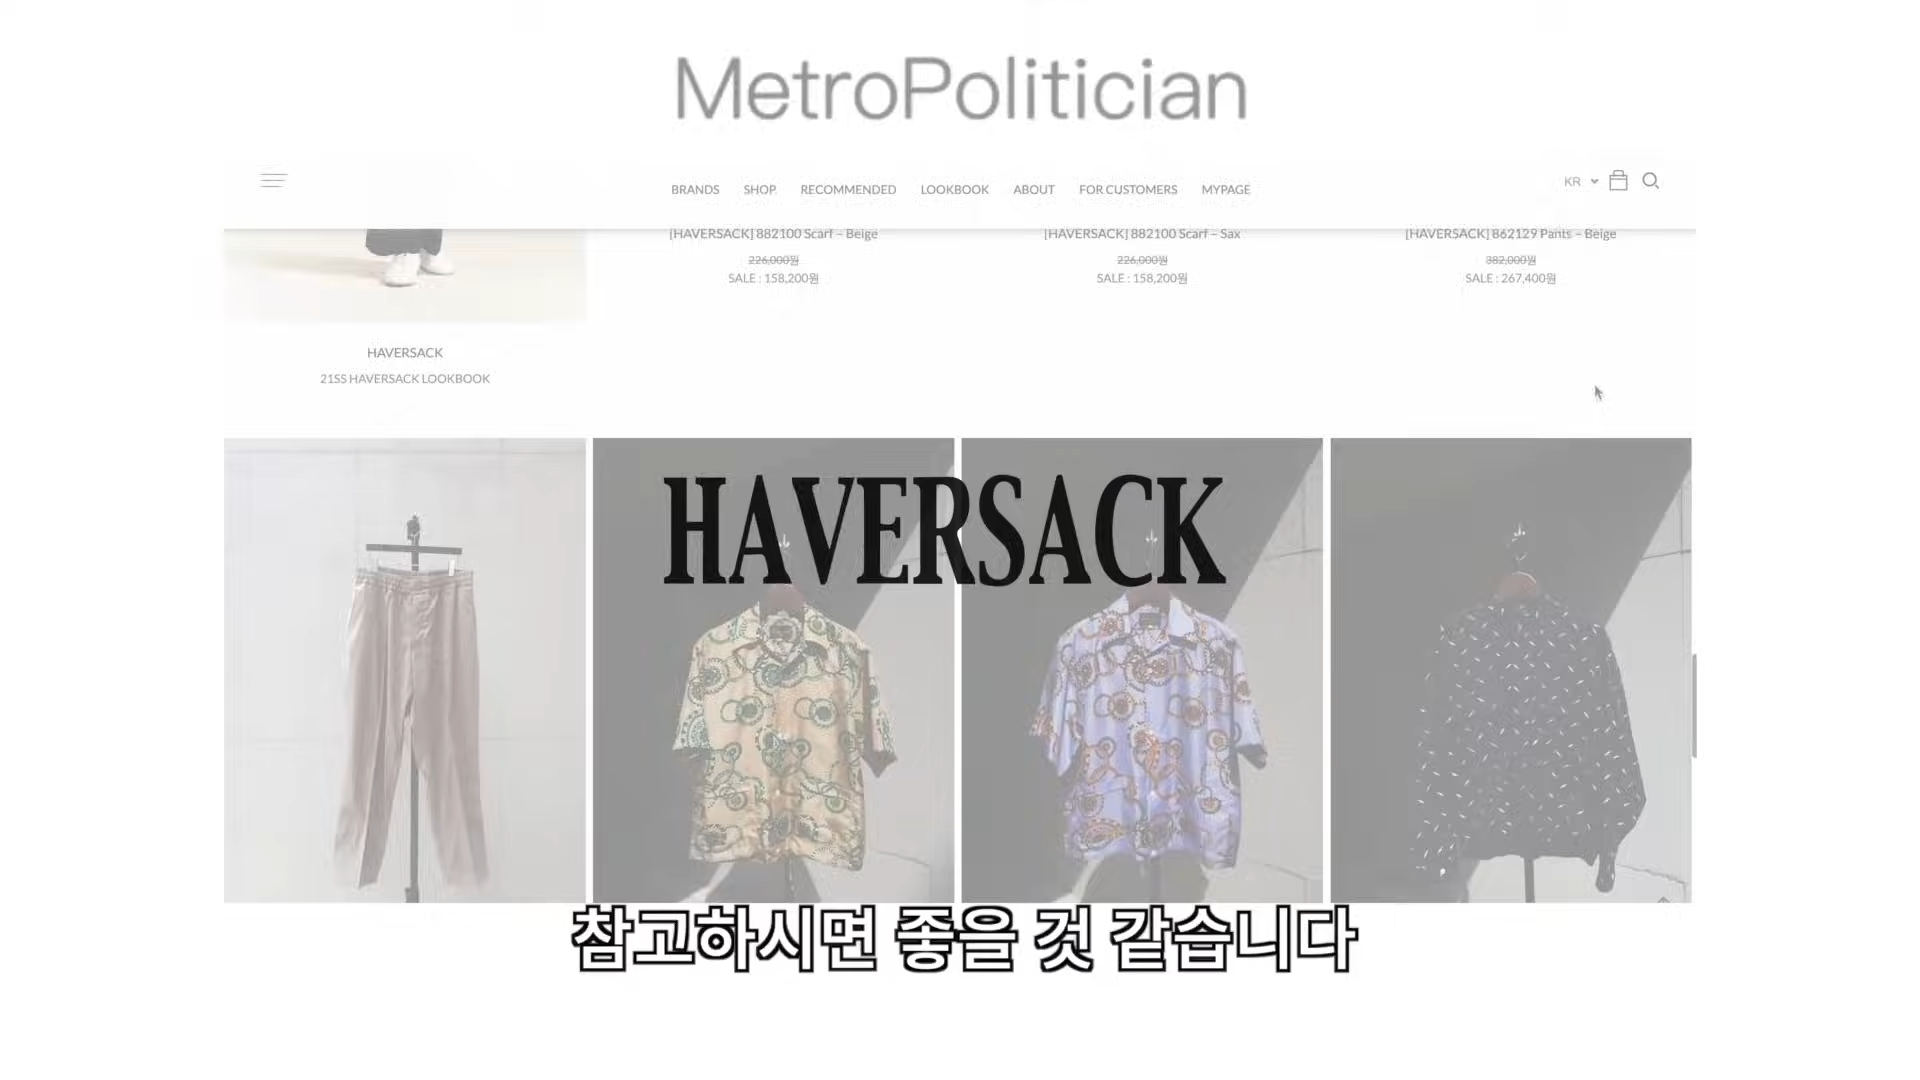 MetroPolitician
BRANDS SHOP RECOMMENDED LOOKBOOK ABOUT FOR CUSTOMERS MYPAGE
KR
[HAVERSACK] 882100 Scarf – Beige
226,000원
SALE : 158,200원
[HAVERSACK] 882100 Scarf – Sax
226,000원
SALE : 158,200원
[HAVERSACK] 862129 Pants – Beige
382,000원
SALE : 267,400원
HAVERSACK
21SS HAVERSACK LOOKBOOK
HAVERSACK
참고하시면 좋을 것 같습니다